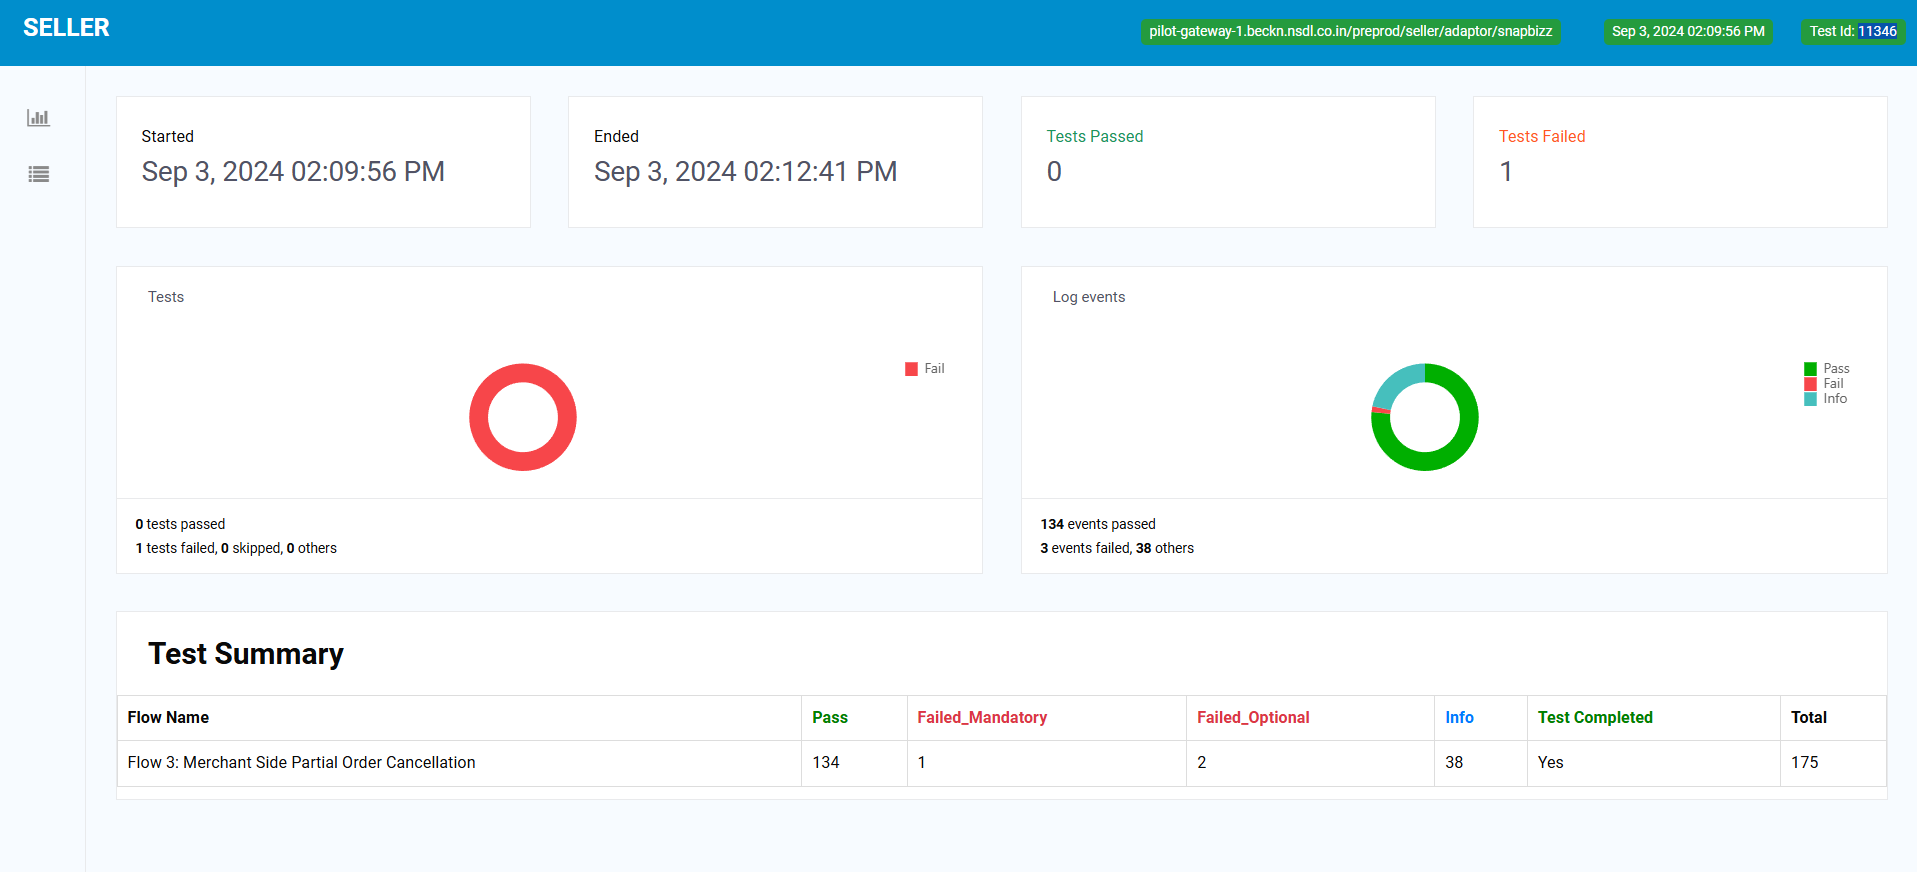 SELLER
pilot-gateway-1.beckn.nsdl.co.in/preprod/seller/adaptor/snapbizz
Sep 3, 2024 02:09:56 PM
Test Id: 11346
Started
Sep 3, 2024 02:09:56 PM
Ended
Sep 3, 2024 02:12:41 PM
Tests Passed
0
Tests Failed
1
Tests
Fail
0 tests passed
1 tests failed, 0 skipped, 0 others
Log events
Pass
Fail
Info
134 events passed
3 events failed, 38 others
Test Summary
Flow Name Pass Failed_Mandatory Failed_Optional Info Test Completed Total
Flow 3: Merchant Side Partial Order Cancellation 134 1 2 38 Yes 175